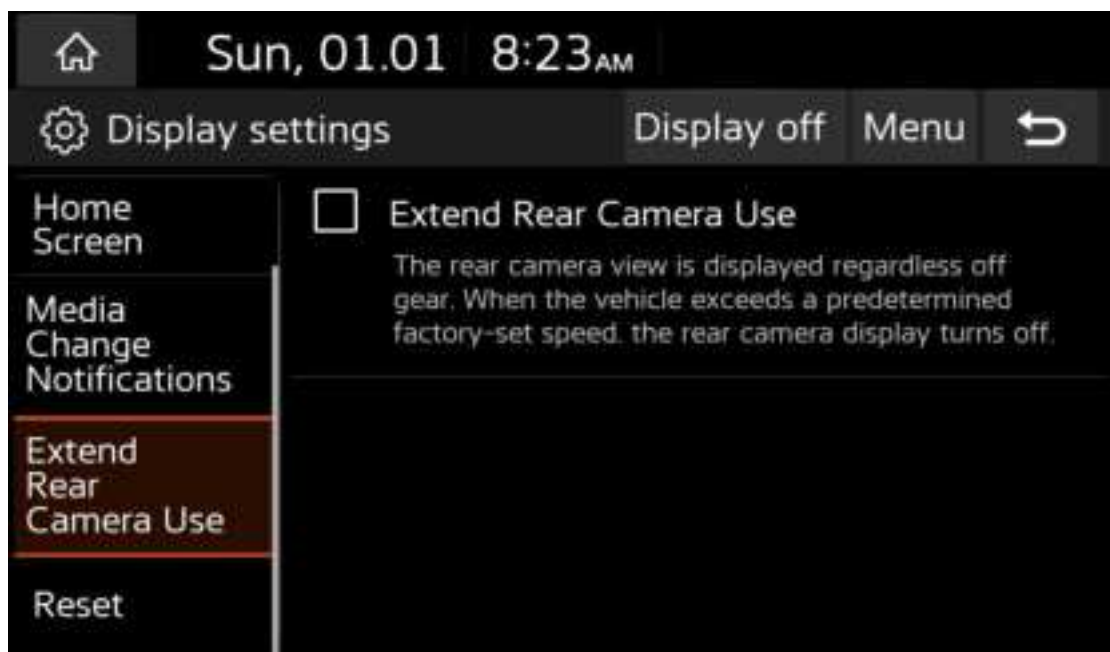 Sun, 01.01 8:23AM
Display settings Display off Menu
Home
Screen
Media
Change
Notifications
Extend
Rear
Camera Use
Reset
Extend Rear Camera Use
The rear camera view is displayed regardless off
gear. When the vehicle exceeds a predetermined
factory-set speed. the rear camera display turns off.